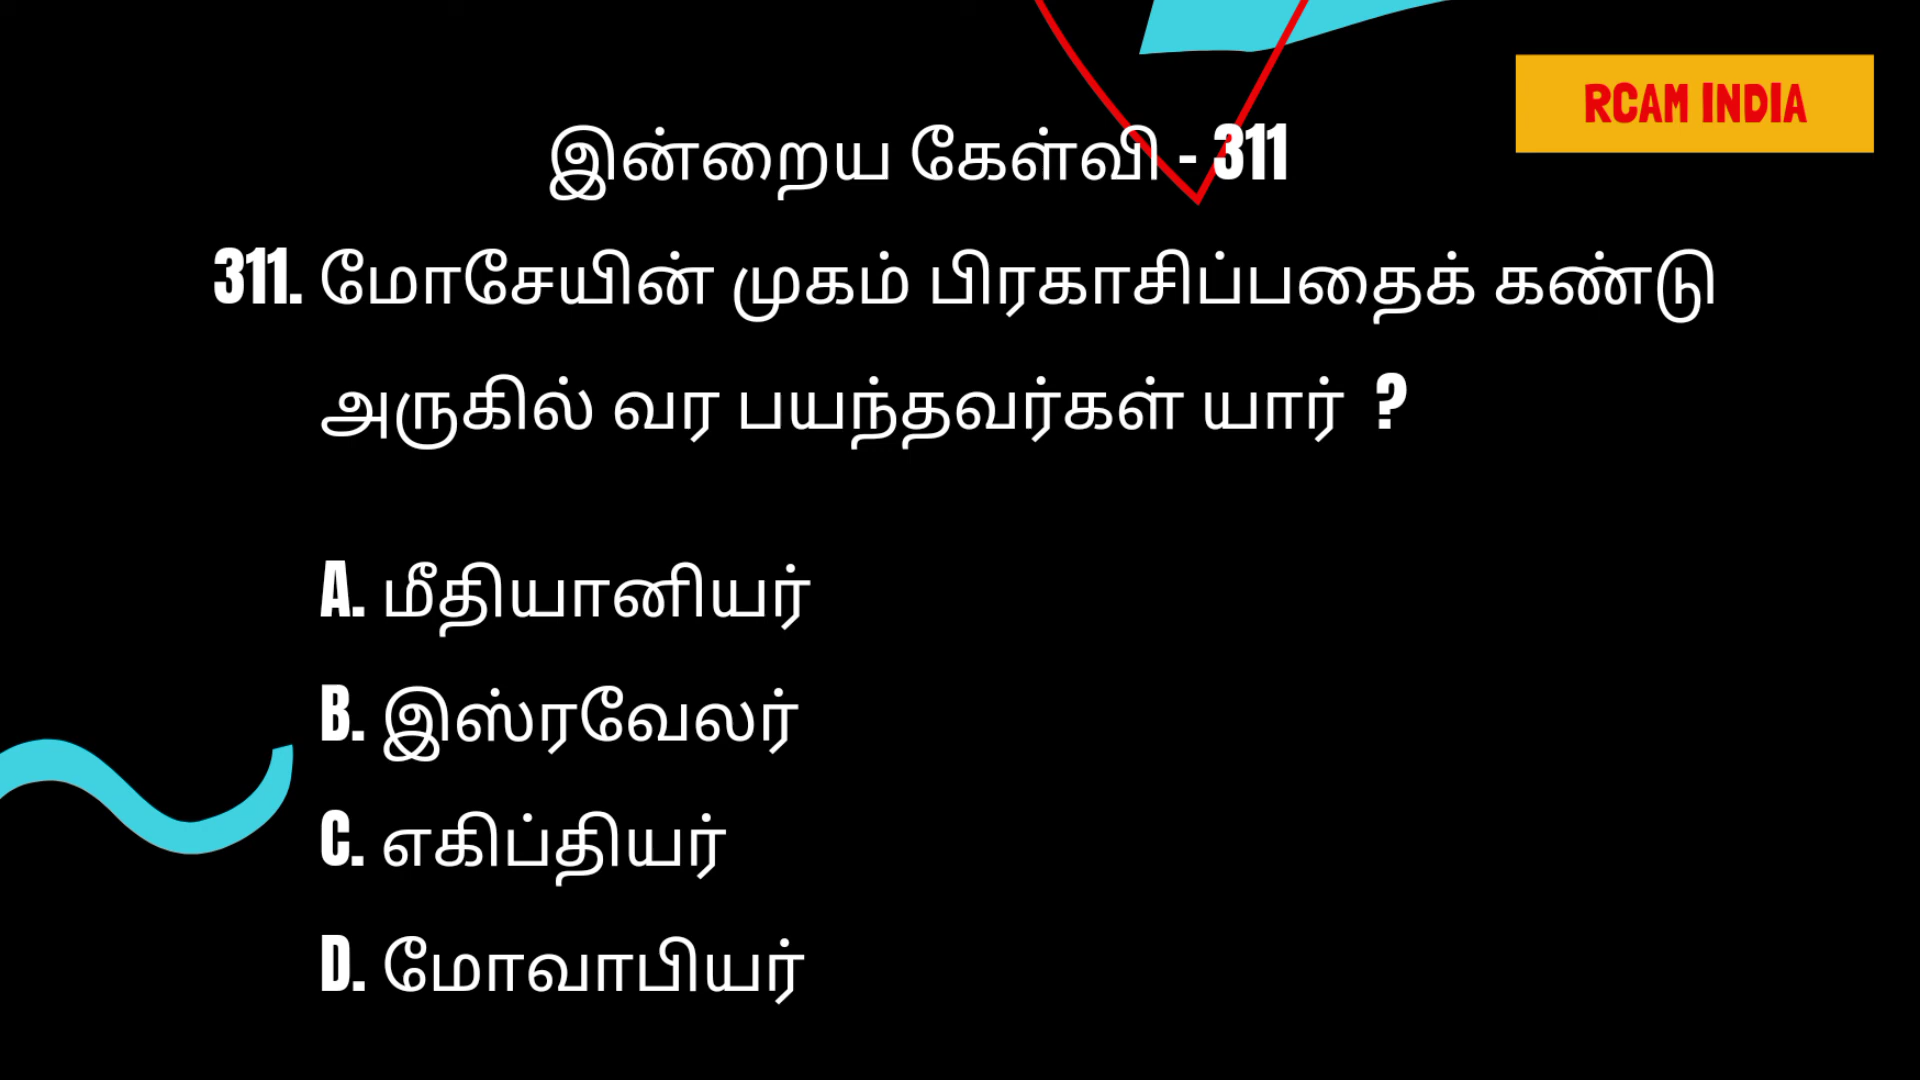 RCAM INDIA
இன்றைய கேள்வி - 311
311. மோசேயின் முகம் பிரகாசிப்பதைக் கண்டு
அருகில் வர பயந்தவர்கள் யார் ?
A. மீதியானியர்
B. இஸ்ரவேலர்
C. எகிப்தியர்
D. மோவாபியர்